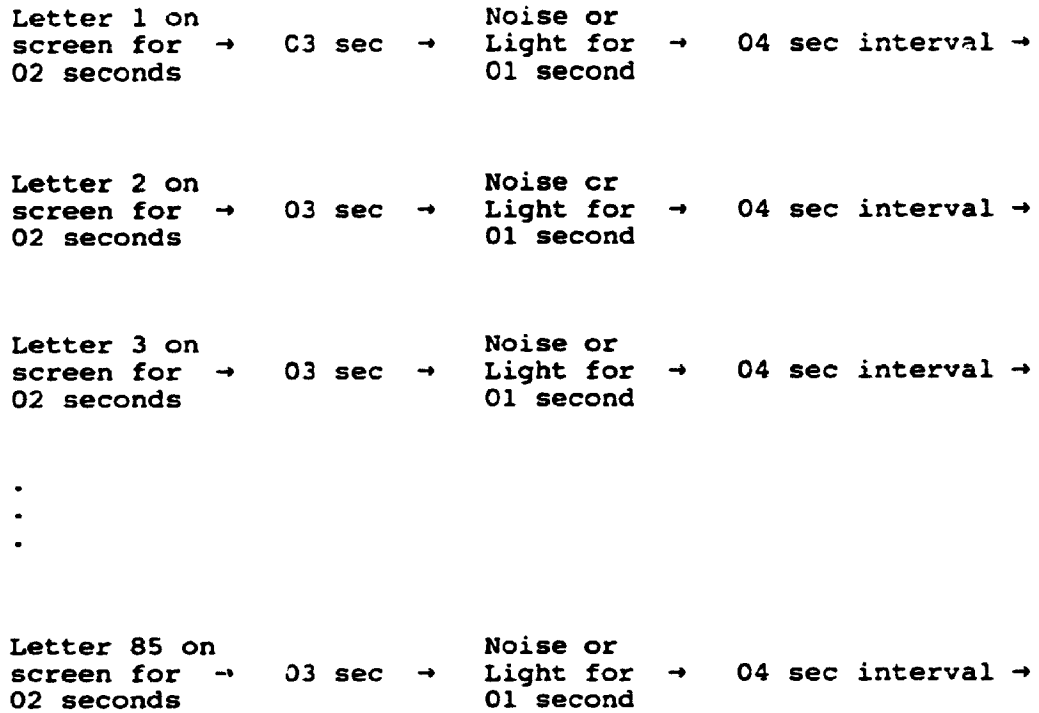 Letter 1 on
screen for → C3 sec →
02 seconds
Noise or
Light for → 04 sec interval →
01 second
Letter 2 on
screen for → 03 sec →
02 seconds
Noise cr
Light for → 04 sec interval →
01 second
Letter 3 on
screen for → 03 sec →
02 seconds
Noise or
Light for → 04 sec interval →
01 second
.
.
.
Letter 85 on
screen for → 03 sec →
02 seconds
Noise or
Light for → 04 sec interval →
01 second